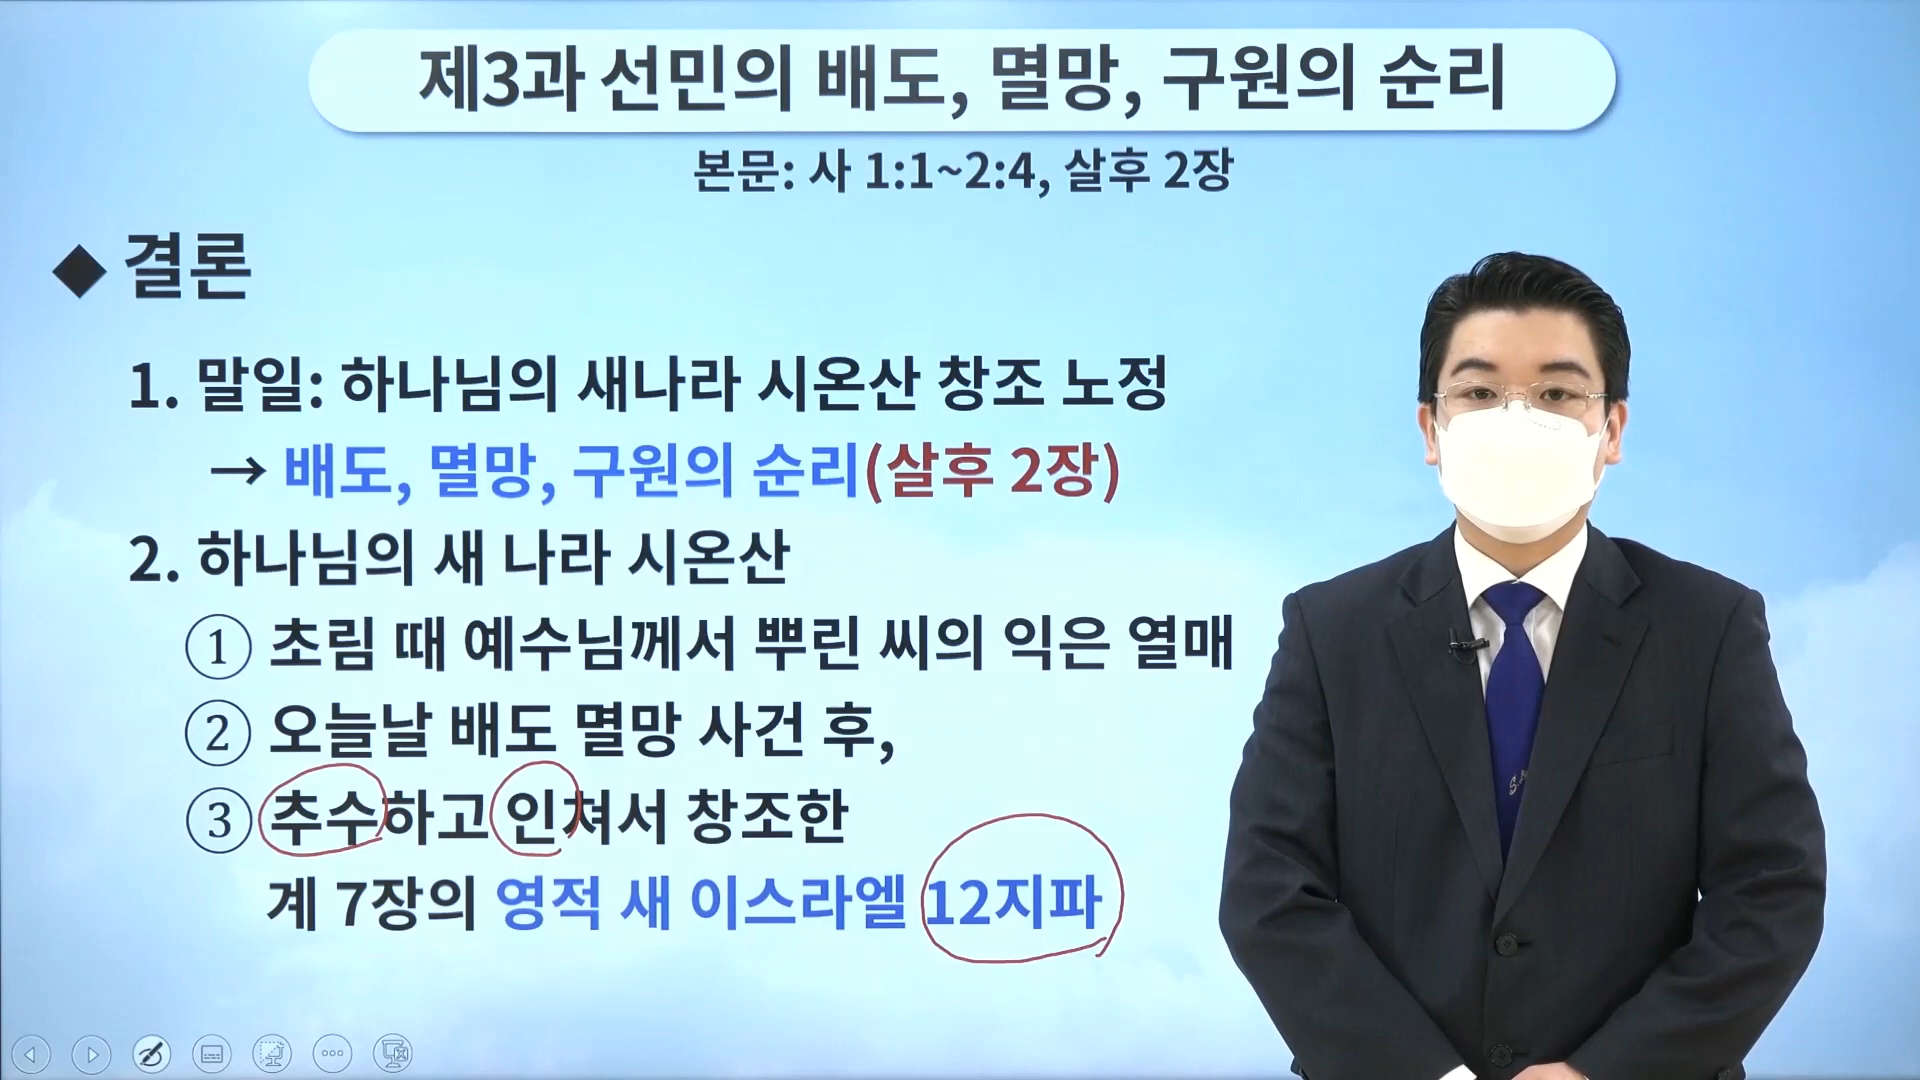 제3과 선민의 배도, 멸망, 구원의 순리
본문: 사 1:1~2:4, 살후 2장
◆ 결론
1. 말일: 하나님의 새나라 시온산 창조 노정
→ 배도, 멸망, 구원의 순리(살후 2장)
2. 하나님의 새 나라 시온산
① 초림 때 예수님께서 뿌린 씨의 익은 열매
② 오늘날 배도 멸망 사건 후,
③ 추수하고 인쳐서 창조한
계 7장의 영적 새 이스라엘 12지파